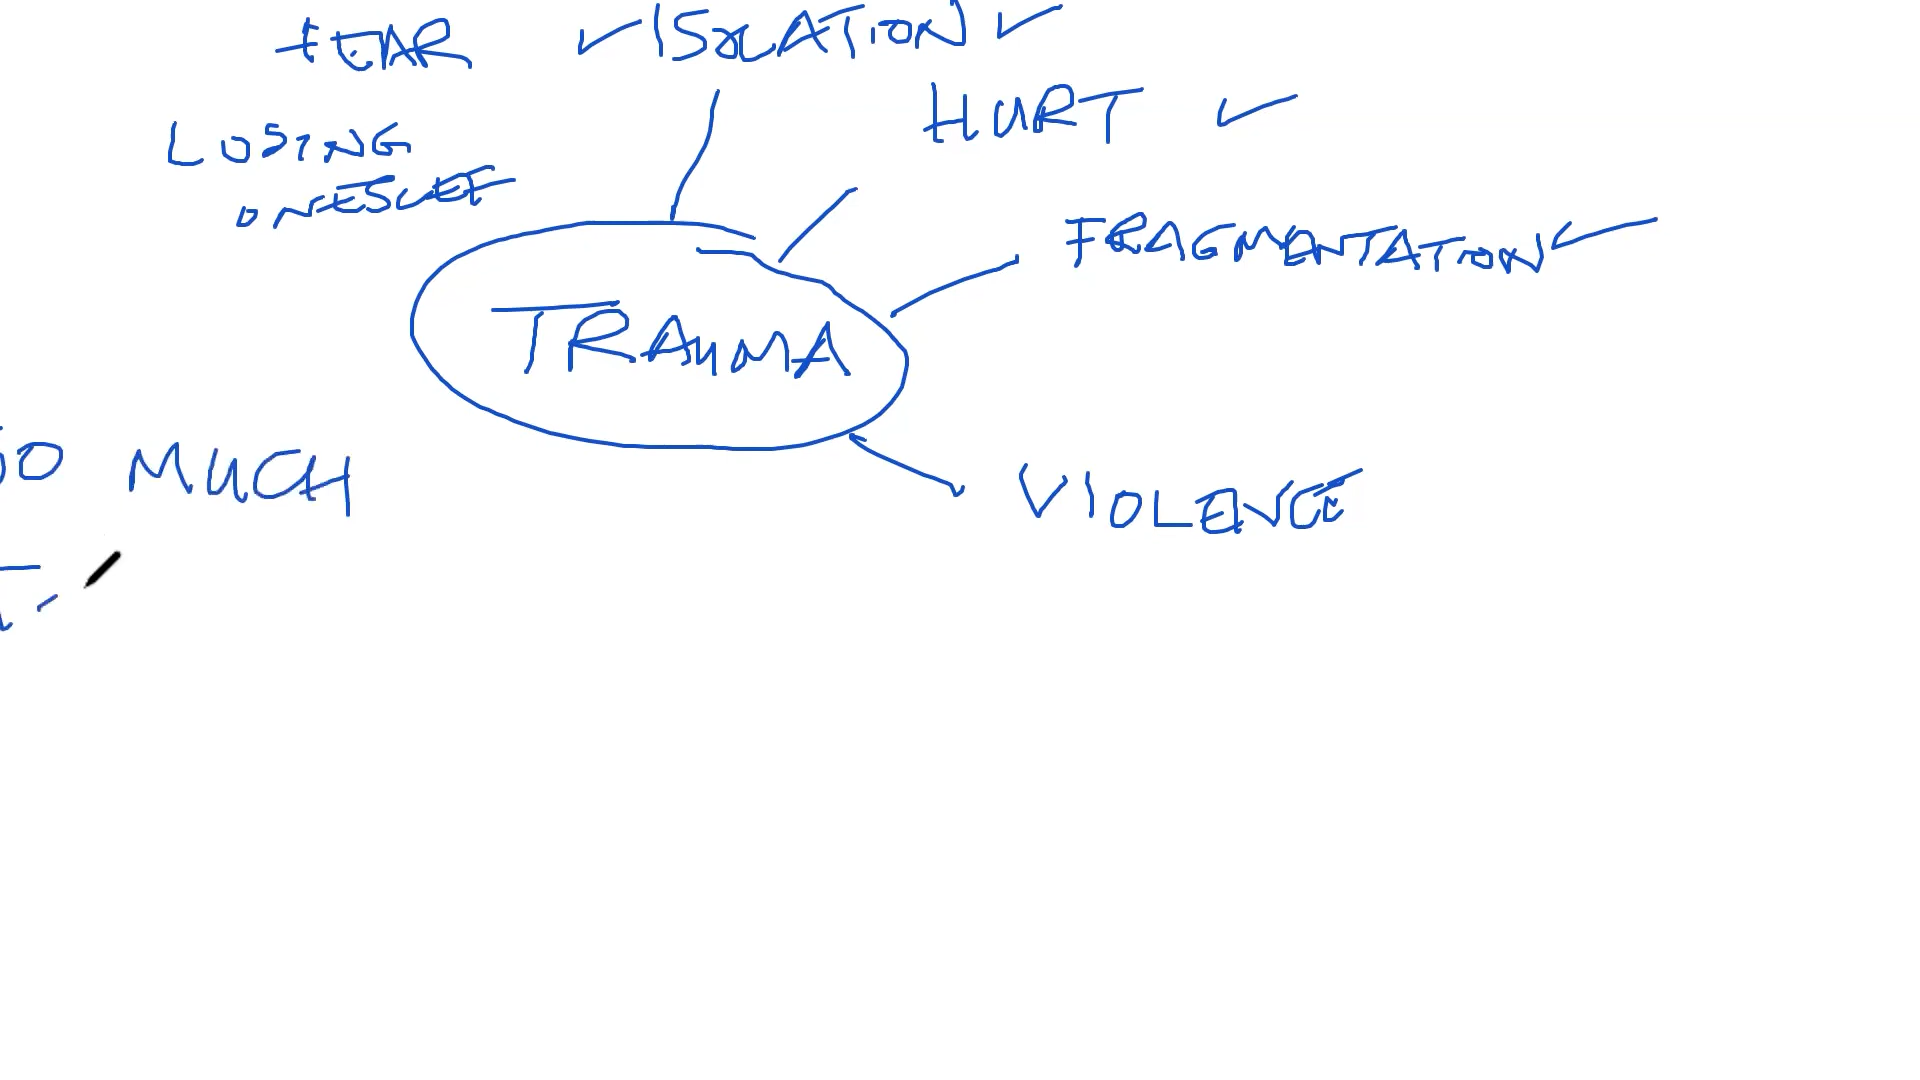 FEAR ✓ ISOLATION ✓
HURT ✓
LOSING
ONESELF
FRAGMENTATION ✓
TRAUMA
MUCH
VIOLENCE